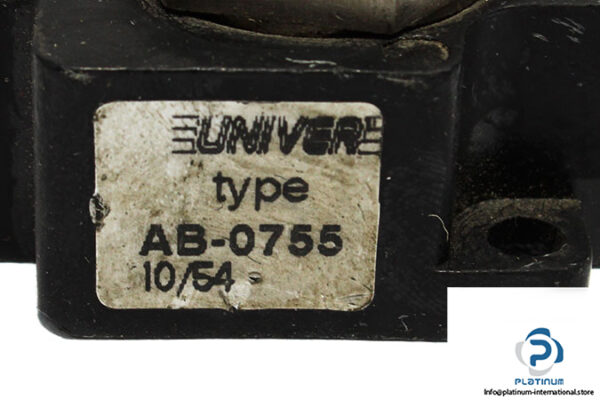 UNIVER
type
AB-0755
10/54
PLATINUM
Info@platinum-international.store